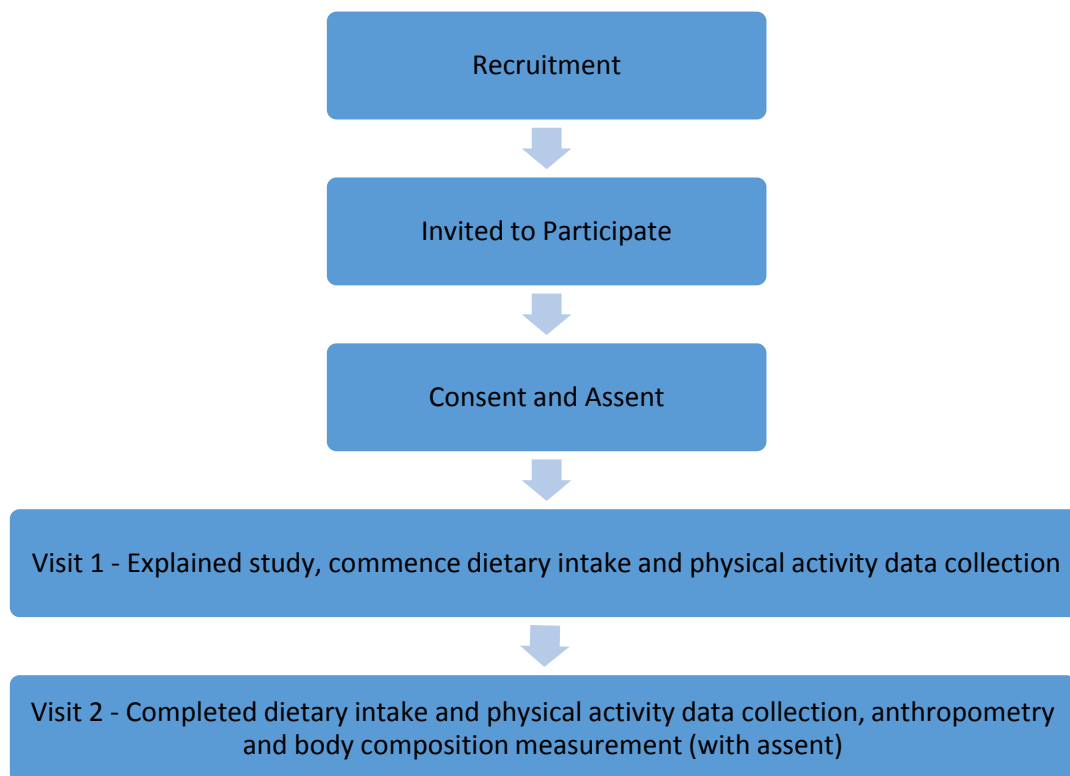 Recruitment
Invited to Participate
Consent and Assent
Visit 1 - Explained study, commence dietary intake and physical activity data collection
Visit 2 - Completed dietary intake and physical activity data collection, anthropometry
and body composition measurement (with assent)